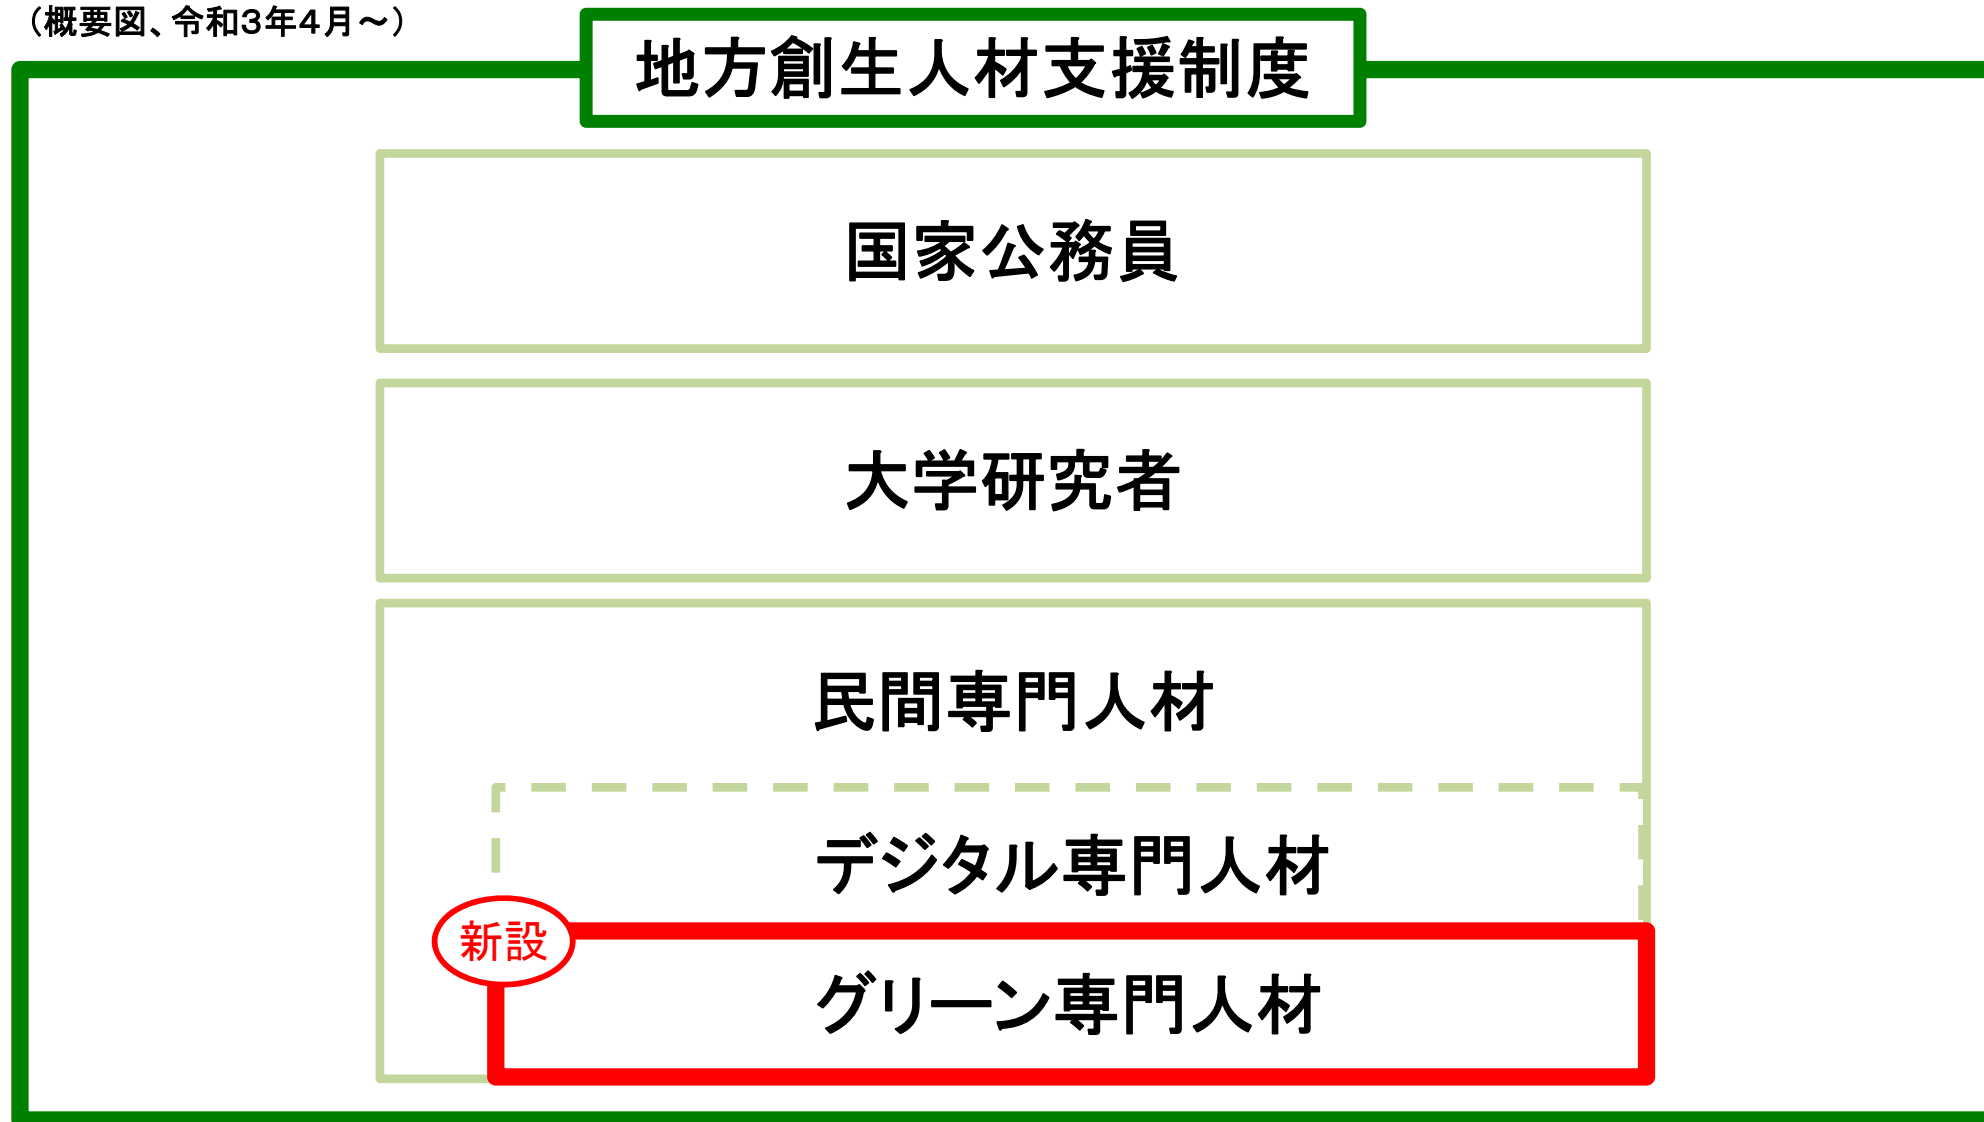 （概要図、令和３年４月～）
地方創生人材支援制度
国家公務員
大学研究者
民間専門人材
デジタル専門人材
新設
グリーン専門人材